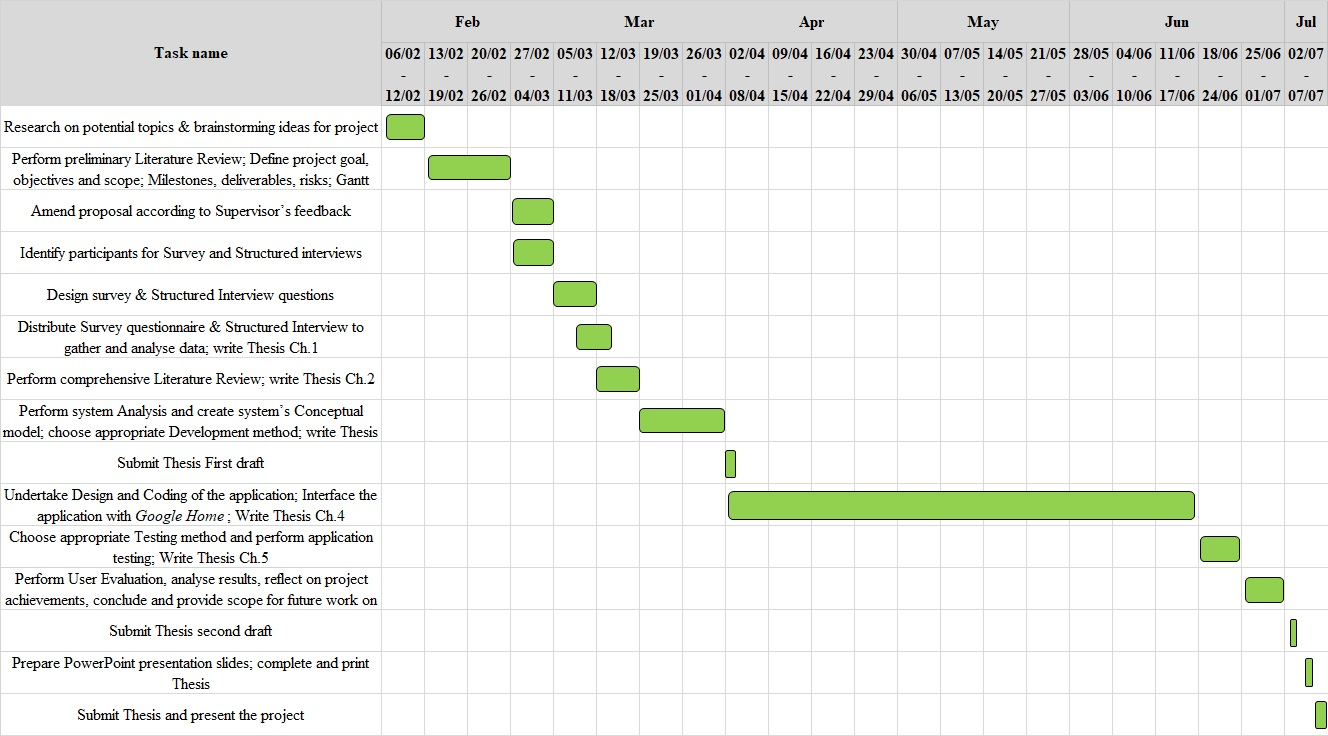 Feb Mar Apr May Jun Jul
Task name
06/02 13/02 20/02 27/02 05/03 12/03 19/03 26/03 02/04 09/04 16/04 23/04 30/04 07/05 14/05 21/05 28/05 04/06 11/06 18/06 25/06 02/07
- - - - - - - - - - - - - - - - - - - - - -
12/02 19/02 26/02 04/03 11/03 18/03 25/03 01/04 08/04 15/04 22/04 29/04 06/05 13/05 20/05 27/05 03/06 10/06 17/06 24/06 01/07 07/07
Research on potential topics & brainstorming ideas for project
Perform preliminary Literature Review; Define project goal,
objectives and scope; Milestones, deliverables, risks; Gantt
Amend proposal according to Supervisor’s feedback
Identify participants for Survey and Structured interviews
Design survey & Structured Interview questions
Distribute Survey questionnaire & Structured Interview to
gather and analyse data; write Thesis Ch.1
Perform comprehensive Literature Review; write Thesis Ch.2
Perform system Analysis and create system’s Conceptual
model; choose appropriate Development method; write Thesis
Submit Thesis First draft
Undertake Design and Coding of the application; Interface the
application with Google Home ; Write Thesis Ch.4
Choose appropriate Testing method and perform application
testing; Write Thesis Ch.5
Perform User Evaluation, analyse results, reflect on project
achievements, conclude and provide scope for future work on
Submit Thesis second draft
Prepare PowerPoint presentation slides; complete and print
Thesis
Submit Thesis and present the project